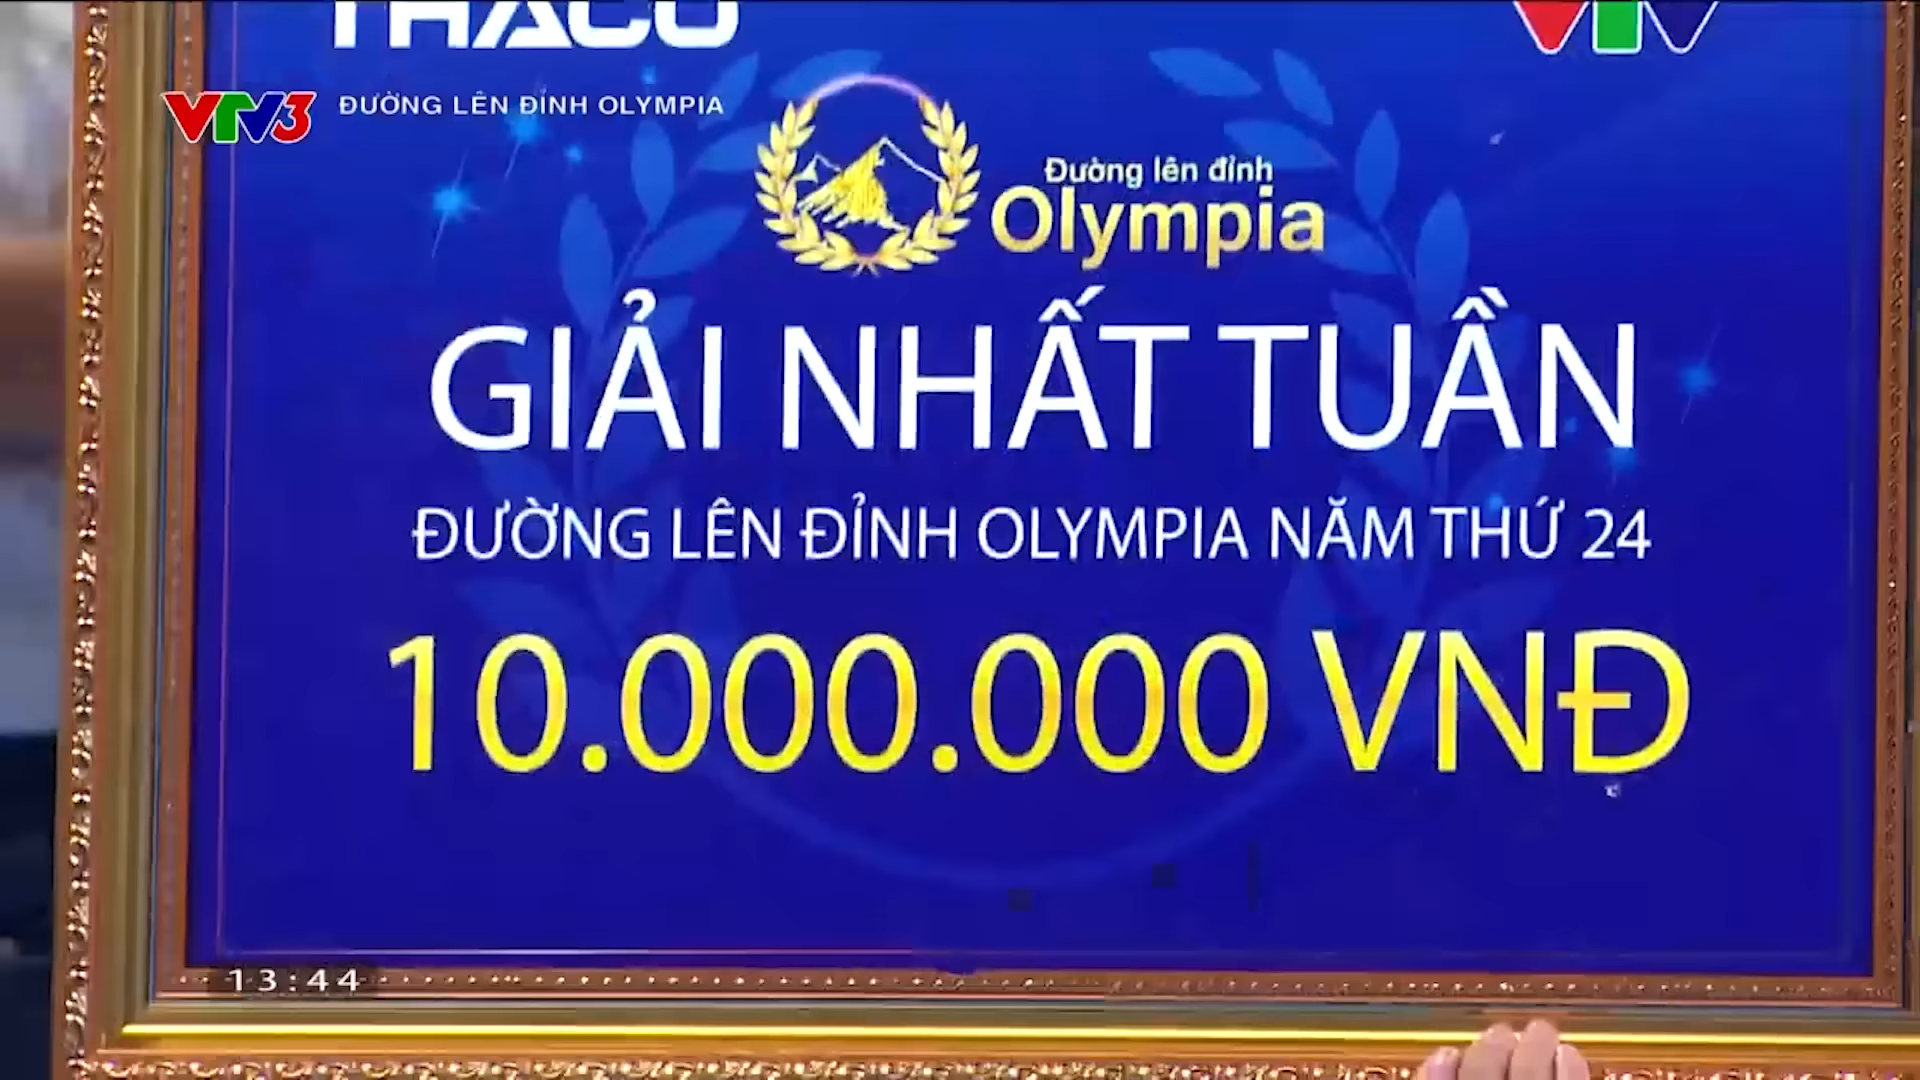 THACO
VTV
VTV3 ĐƯỜNG LÊN ĐỈNH OLYMPIA
Đường lên đỉnh
Olympia
GIẢI NHẤT TUẦN
ĐƯỜNG LÊN ĐỈNH OLYMPIA NĂM THỨ 24
10.000.000 VNĐ
13:44